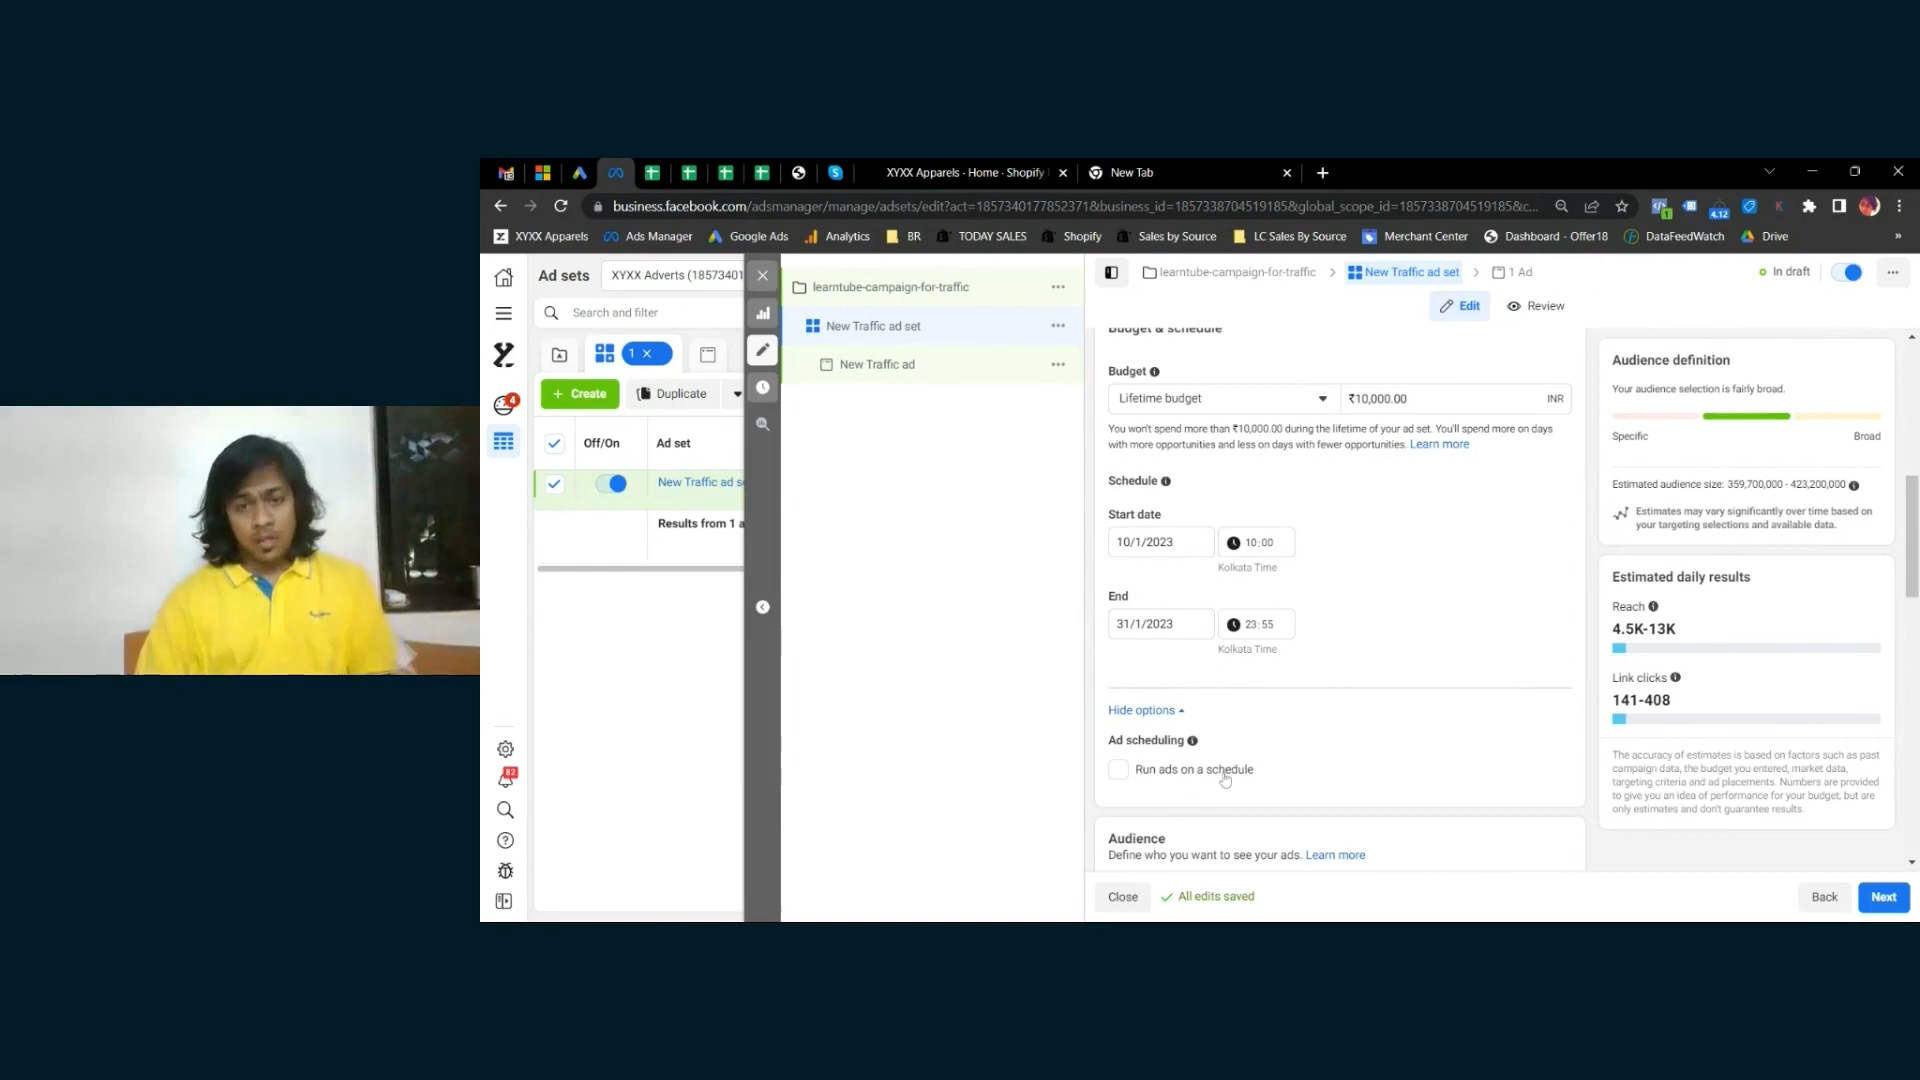 XYXX Apparels · Home · Shopify
New Tab
business.facebook.com/adsmanager/manage/adsets/edit?act=1857340177852371&business_id=1857338704519185&global_scope_id=1857338704519185&c...
1
4.12
K
XYXX Apparels
Ads Manager
Google Ads
Analytics
BR
TODAY SALES
Shopify
Sales by Source
LC Sales By Source
Merchant Center
Dashboard - Offer18
DataFeedWatch
Drive
»
Ad sets
XYXX Adverts (18573401
Search and filter
1 ×
+ Create
Duplicate
Off/On
Ad set
New Traffic ad s
Results from 1 a
4
82
learntube-campaign-for-traffic
New Traffic ad set
New Traffic ad
learntube-campaign-for-traffic
New Traffic ad set
1 Ad
In draft
Edit
Review
Budget & schedule
Budget
Lifetime budget
₹10,000.00
INR
You won't spend more than ₹10,000.00 during the lifetime of your ad set. You'll spend more on days
with more opportunities and less on days with fewer opportunities. Learn more
Schedule
Start date
10/1/2023
10:00
Kolkata Time
End
31/1/2023
23:55
Kolkata Time
Hide options
Ad scheduling
Run ads on a schedule
Audience
Define who you want to see your ads. Learn more
Close
All edits saved
Back
Next
Audience definition
Your audience selection is fairly broad.
Specific
Broad
Estimated audience size: 359,700,000 - 423,200,000
Estimates may vary significantly over time based on
your targeting selections and available data.
Estimated daily results
Reach
4.5K-13K
Link clicks
141-408
The accuracy of estimates is based on factors such as past
campaign data, the budget you entered, market data,
targeting criteria and ad placements. Numbers are provided
to give you an idea of performance for your budget, but are
only estimates and don't guarantee results.